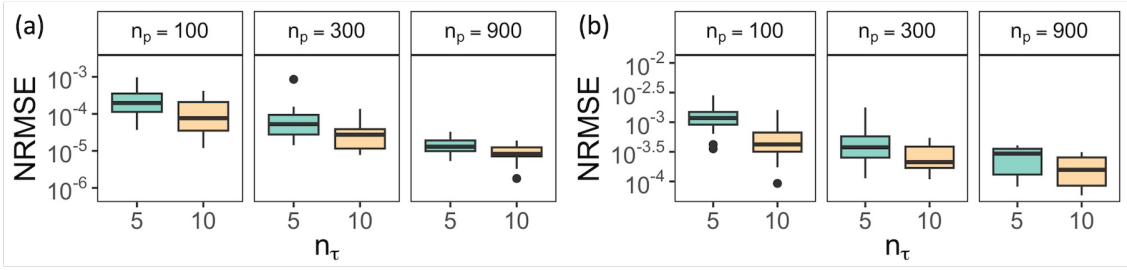 (a)
n_p = 100
n_p = 300
n_p = 900
NRMSE
10^-3
10^-4
10^-5
10^-6
5 10
5 10
5 10
n_τ
(b)
n_p = 100
n_p = 300
n_p = 900
NRMSE
10^-2
10^-2.5
10^-3
10^-3.5
10^-4
5 10
5 10
5 10
n_τ